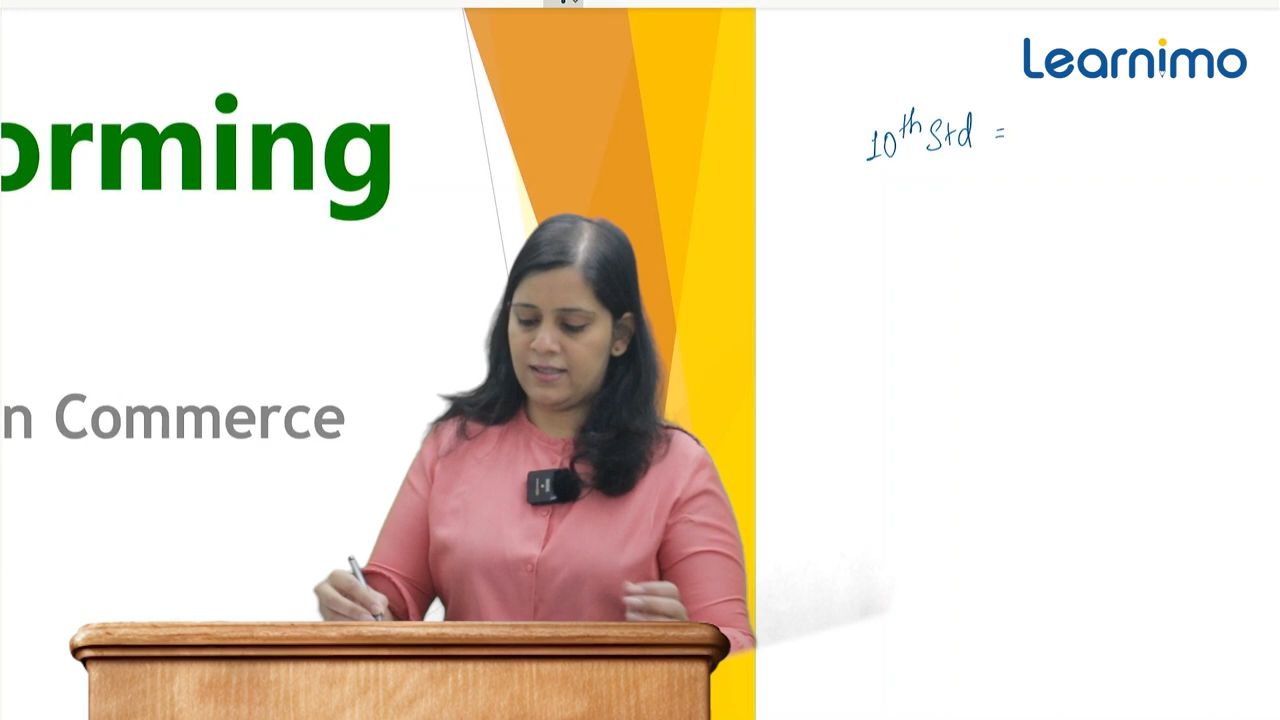 Learnimo
10th Std =
orming
n Commerce